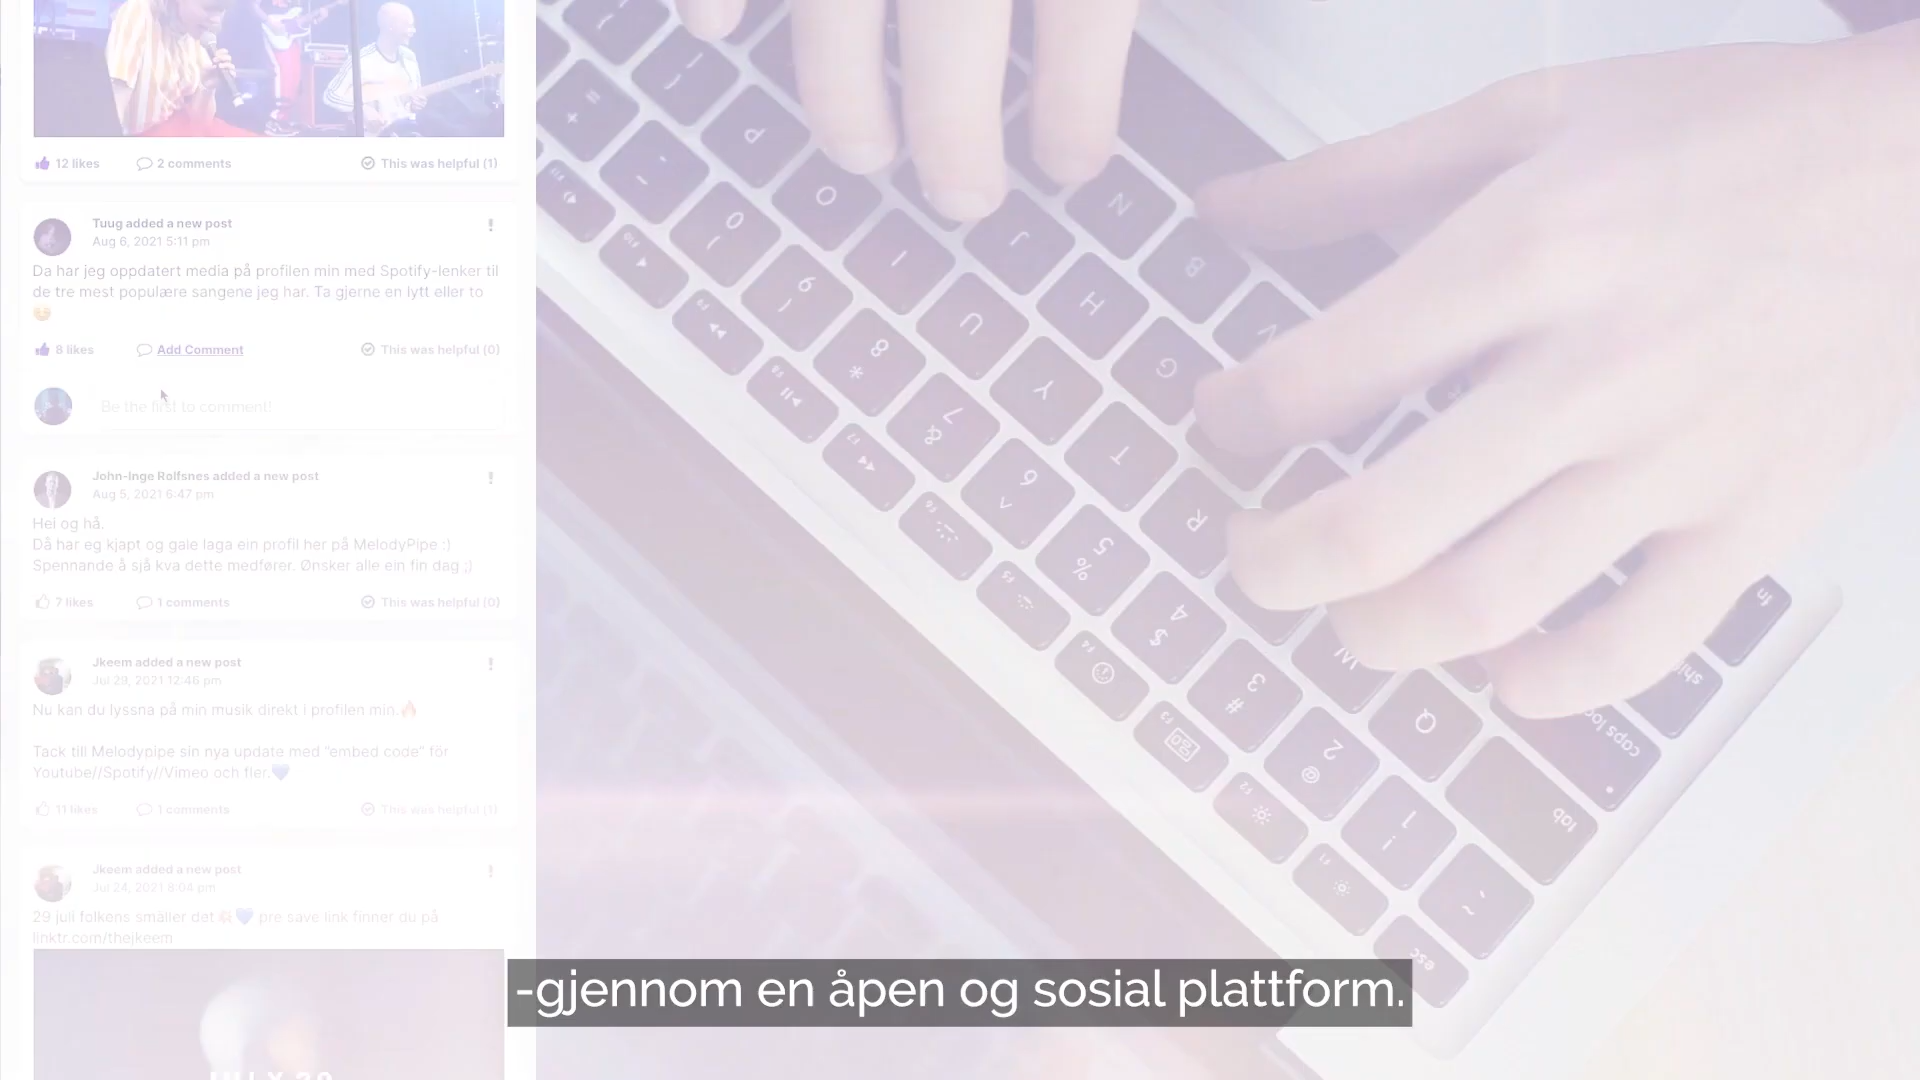 12 likes
2 comments
This was helpful (1)
Tuug added a new post
Aug 6, 2021 5:11 pm
Da har jeg oppdatert media på profilen min med Spotify-lenker til
de tre mest populære sangene jeg har. Ta gjerne en lytt eller to
😊
8 likes
Add Comment
This was helpful (0)
Be the first to comment!
John-Inge Rolfsnes added a new post
Aug 5, 2021 6:47 pm
Hei og hå.
Då har eg kjapt og gale laga ein profil her på MelodyPipe :)
Spennande å sjå kva dette medfører. Ønsker alle ein fin dag ;)
7 likes
1 comments
This was helpful (0)
Jkeem added a new post
Jul 29, 2021 12:46 pm
Nu kan du lyssna på min musik direkt i profilen min.🔥
Tack till Melodypipe sin nya update med "embed code" för
Youtube//Spotify//Vimeo och fler.💙
11 likes
1 comments
This was helpful (1)
Jkeem added a new post
Jul 24, 2021 8:04 pm
29 juli folkens smäller det 💥💙 pre save link finner du på
linktr.com/thejkeem
-gjennom en åpen og sosial plattform.
esc
tab
caps lock
fn